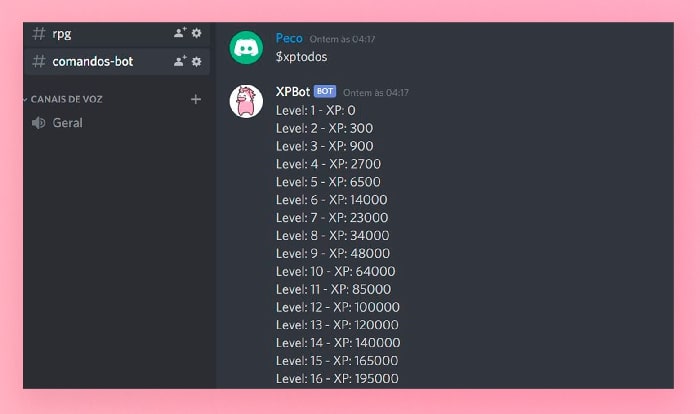 # rpg
# comandos-bot
CANAIS DE VOZ
Geral
Peco Ontem às 04:17
$xptodos
XPBot BOT Ontem às 04:17
Level: 1 - XP: 0
Level: 2 - XP: 300
Level: 3 - XP: 900
Level: 4 - XP: 2700
Level: 5 - XP: 6500
Level: 6 - XP: 14000
Level: 7 - XP: 23000
Level: 8 - XP: 34000
Level: 9 - XP: 48000
Level: 10 - XP: 64000
Level: 11 - XP: 85000
Level: 12 - XP: 100000
Level: 13 - XP: 120000
Level: 14 - XP: 140000
Level: 15 - XP: 165000
Level: 16 - XP: 195000